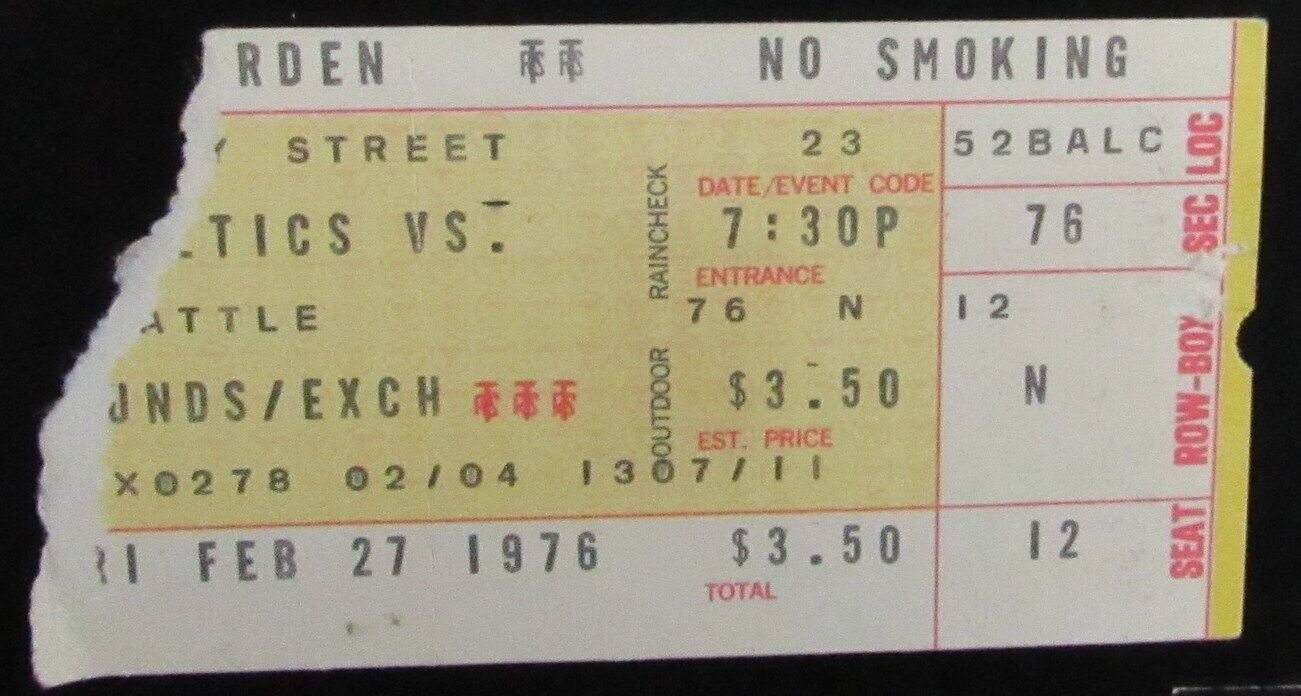 RDEN NO SMOKING
Y STREET 23 52BALC LOC
DATE/EVENT CODE
LTICS VS. 7:30P 76 SEC
ENTRANCE
ATTLE 76 N 12
OUTDOOR RAINCHECK
UNDS/EXCH $3.50 N ROW-BOX
EST. PRICE
X0278 02/04 1307/11
RI FEB 27 1976 $3.50 12 SEAT
TOTAL